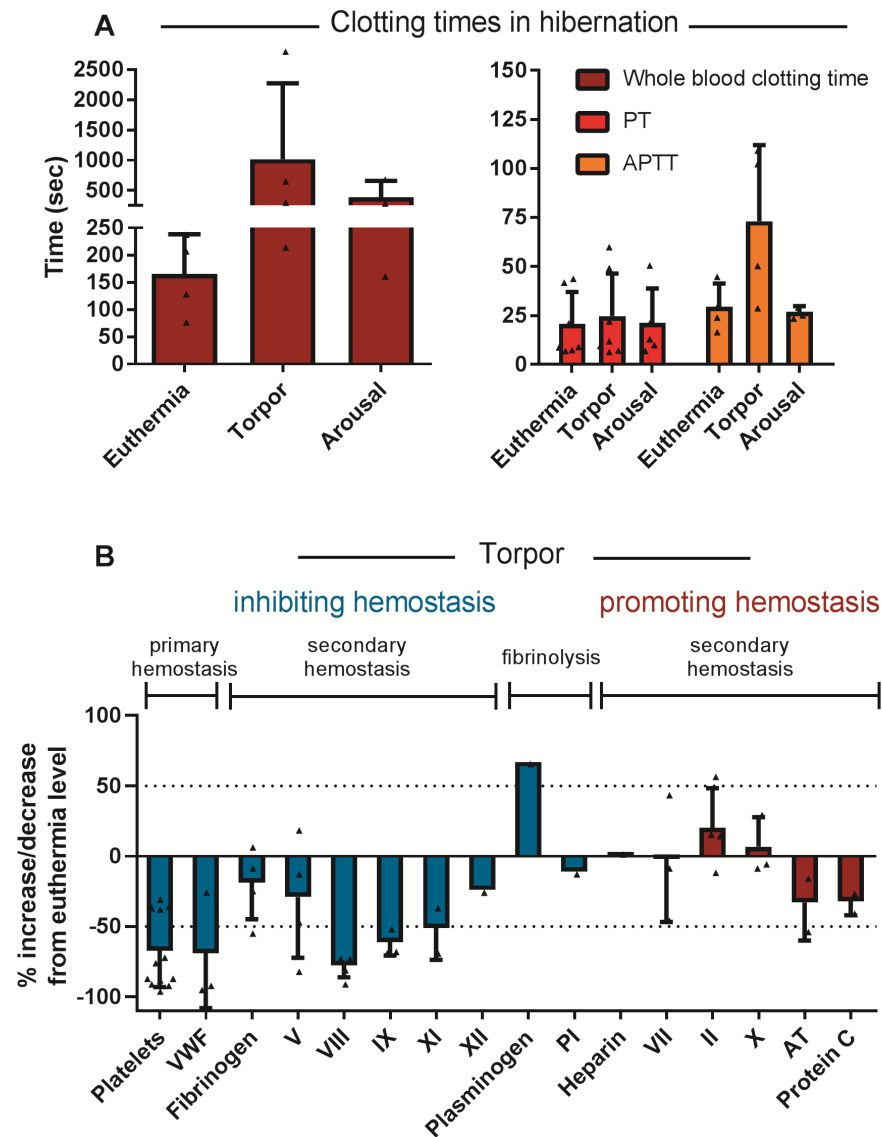 A
Clotting times in hibernation
Time (sec)
2500
2000
1500
1000
500
250
200
150
100
50
0
Euthermia
Torpor
Arousal
150
125
100
75
50
25
0
Whole blood clotting time
PT
APTT
Euthermia
Torpor
Arousal
Euthermia
Torpor
Arousal
B
Torpor
inhibiting hemostasis
promoting hemostasis
primary
hemostasis
secondary
hemostasis
fibrinolysis
secondary
hemostasis
% increase/decrease
from euthermia level
100
50
0
-50
-100
Platelets
VWF
Fibrinogen
V
VIII
IX
XI
XII
Plasminogen
PI
Heparin
VII
II
X
AT
Protein C